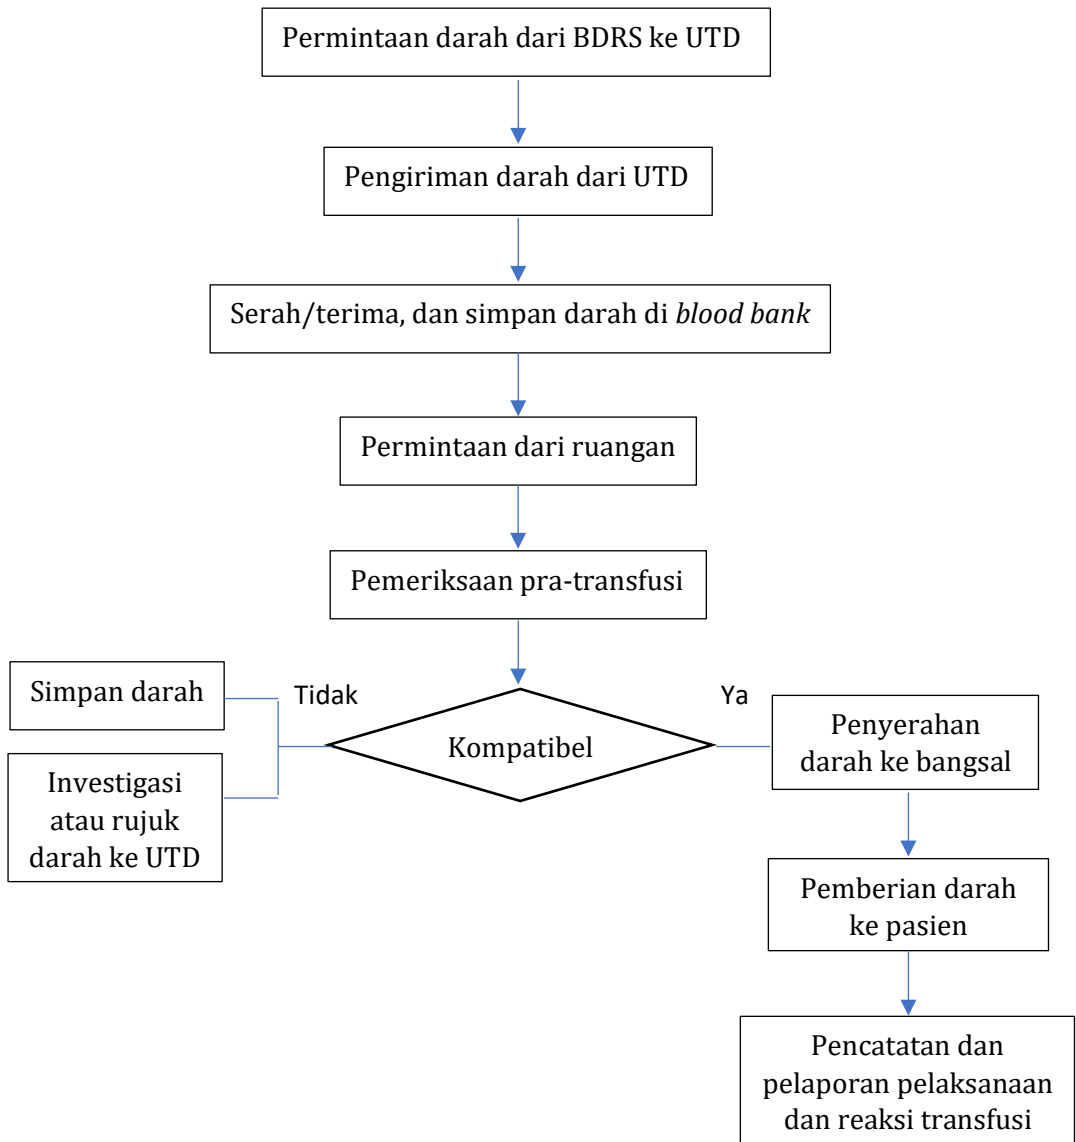 Permintaan darah dari BDRS ke UTD
Pengiriman darah dari UTD
Serah/terima, dan simpan darah di blood bank
Permintaan dari ruangan
Pemeriksaan pra-transfusi
Simpan darah
Tidak
Kompatibel
Ya
Penyerahan
darah ke bangsal
Investigasi
atau rujuk
darah ke UTD
Pemberian darah
ke pasien
Pencatatan dan
pelaporan pelaksanaan
dan reaksi transfusi